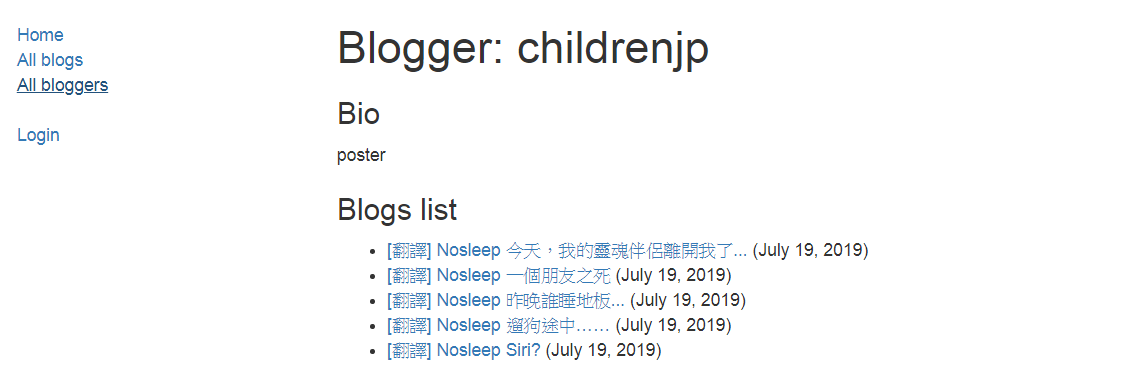 Home
All blogs
All bloggers
Login
Blogger: childrenjp
Bio
poster
Blogs list
[翻譯] Nosleep 今天，我的靈魂伴侶離開我了... (July 19, 2019)
[翻譯] Nosleep 一個朋友之死 (July 19, 2019)
[翻譯] Nosleep 昨晚誰睡地板... (July 19, 2019)
[翻譯] Nosleep 遛狗途中…… (July 19, 2019)
[翻譯] Nosleep Siri? (July 19, 2019)